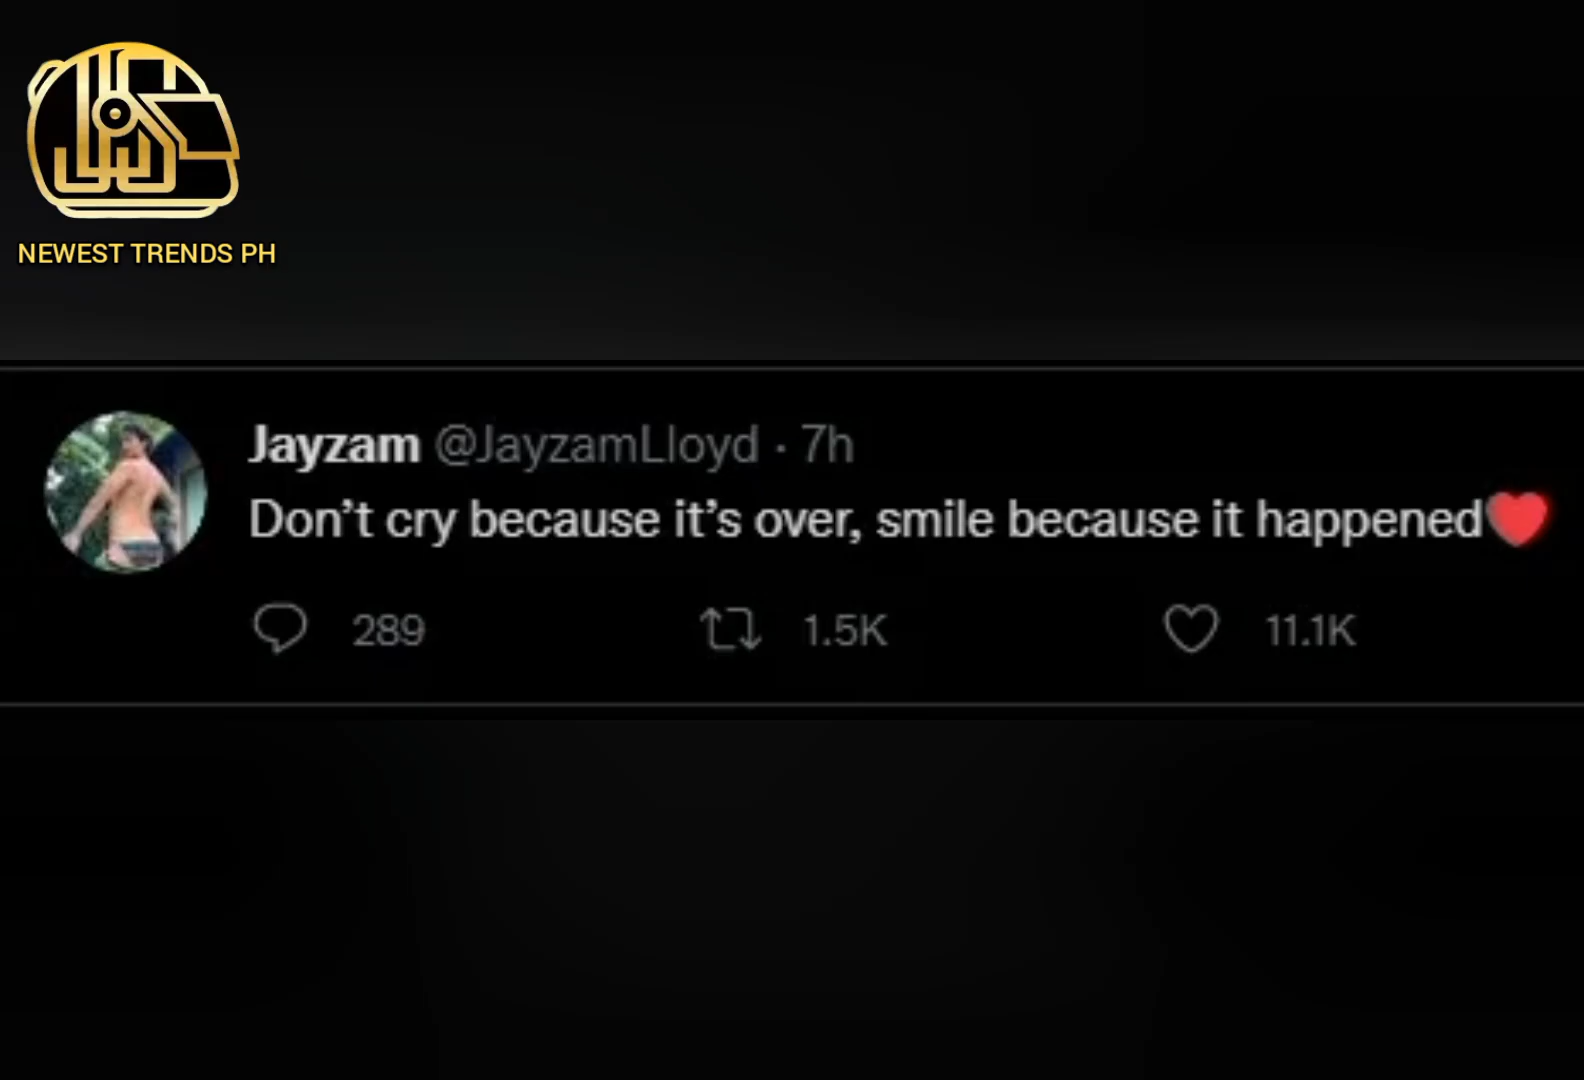 NEWEST TRENDS PH
Jayzam @JayzamLloyd · 7h
Don’t cry because it’s over, smile because it happened❤️
289 1.5K 11.1K